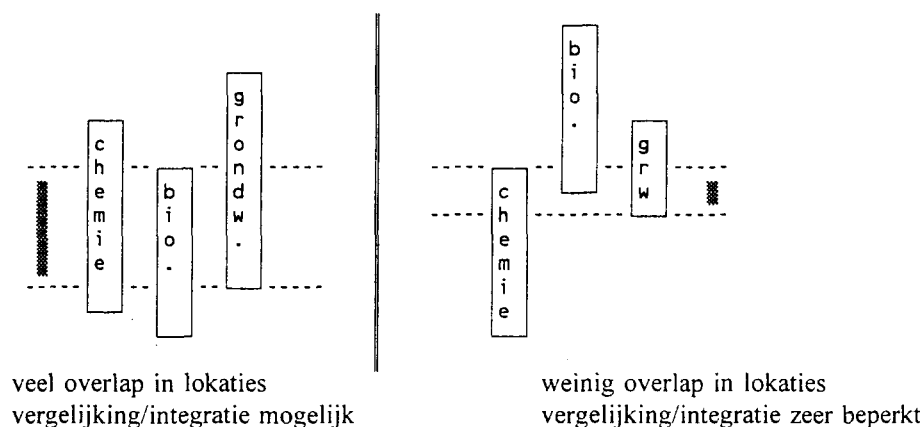 chemie
bio.
grondw.
veel overlap in lokaties
vergelijking/integratie mogelijk
bio.
grw
chemie
weinig overlap in lokaties
vergelijking/integratie zeer beperkt